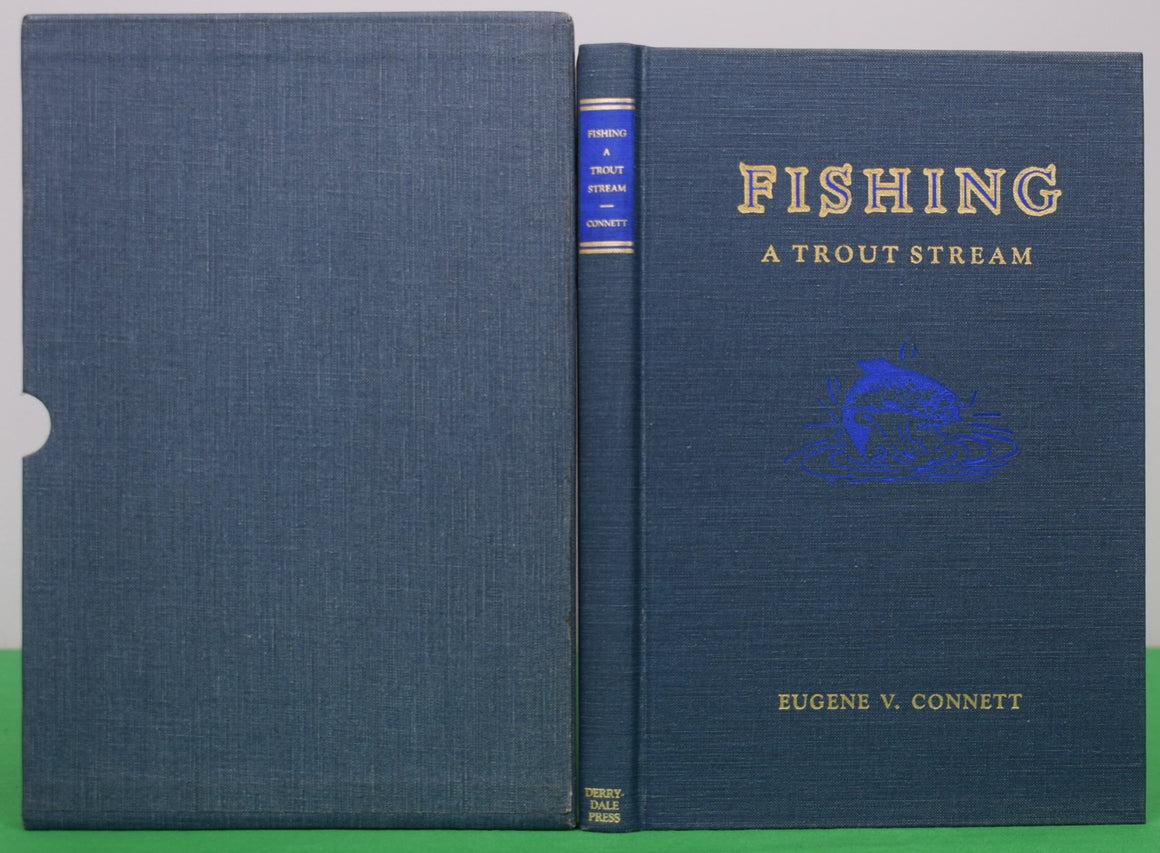 FISHING
A
TROUT
STREAM
CONNETT
DERRY-
DALE
PRESS
FISHING
A TROUT STREAM
EUGENE V. CONNETT